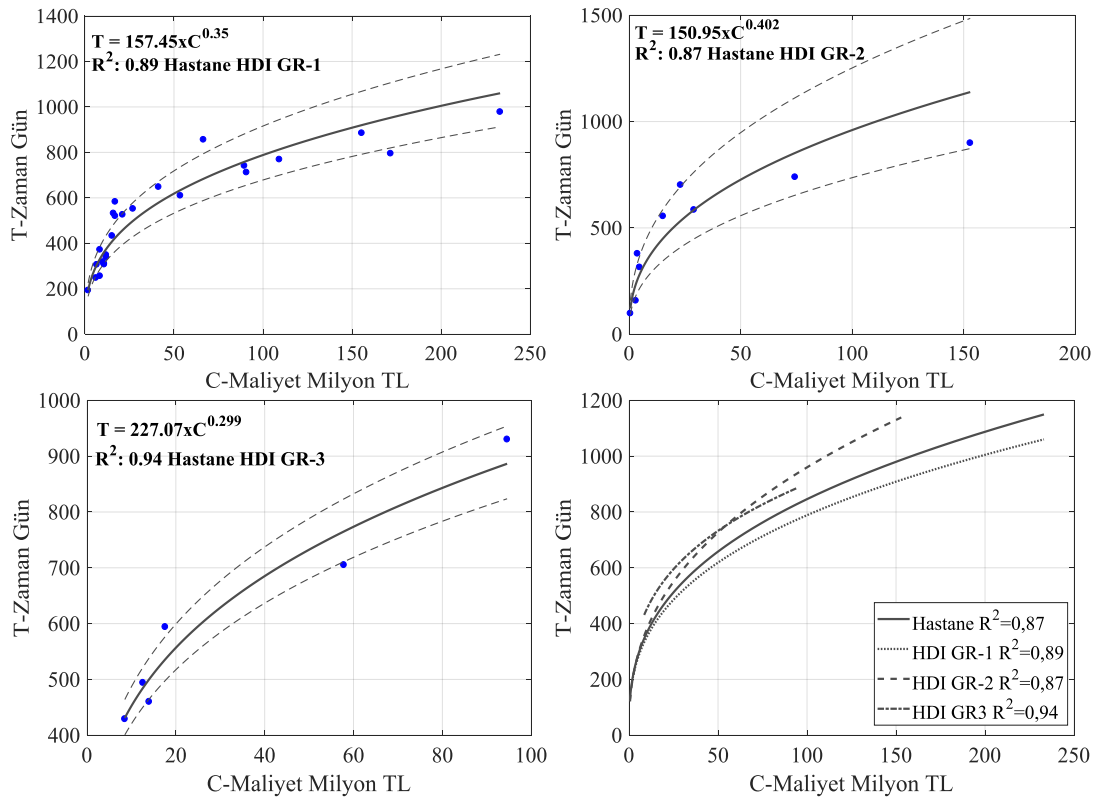 T = 157.45xC^0.35
R^2: 0.89 Hastane HDI GR-1
1400
1200
1000
800
600
400
200
0
T-Zaman Gün
0 50 100 150 200 250
C-Maliyet Milyon TL
T = 150.95xC^0.402
R^2: 0.87 Hastane HDI GR-2
1500
1000
500
0
T-Zaman Gün
0 50 100 150 200
C-Maliyet Milyon TL
T = 227.07xC^0.299
R^2: 0.94 Hastane HDI GR-3
1000
900
800
700
600
500
400
T-Zaman Gün
0 20 40 60 80 100
C-Maliyet Milyon TL
1200
1000
800
600
400
200
0
T-Zaman Gün
Hastane R^2=0,87
HDI GR-1 R^2=0,89
HDI GR-2 R^2=0,87
HDI GR3 R^2=0,94
0 50 100 150 200 250
C-Maliyet Milyon TL